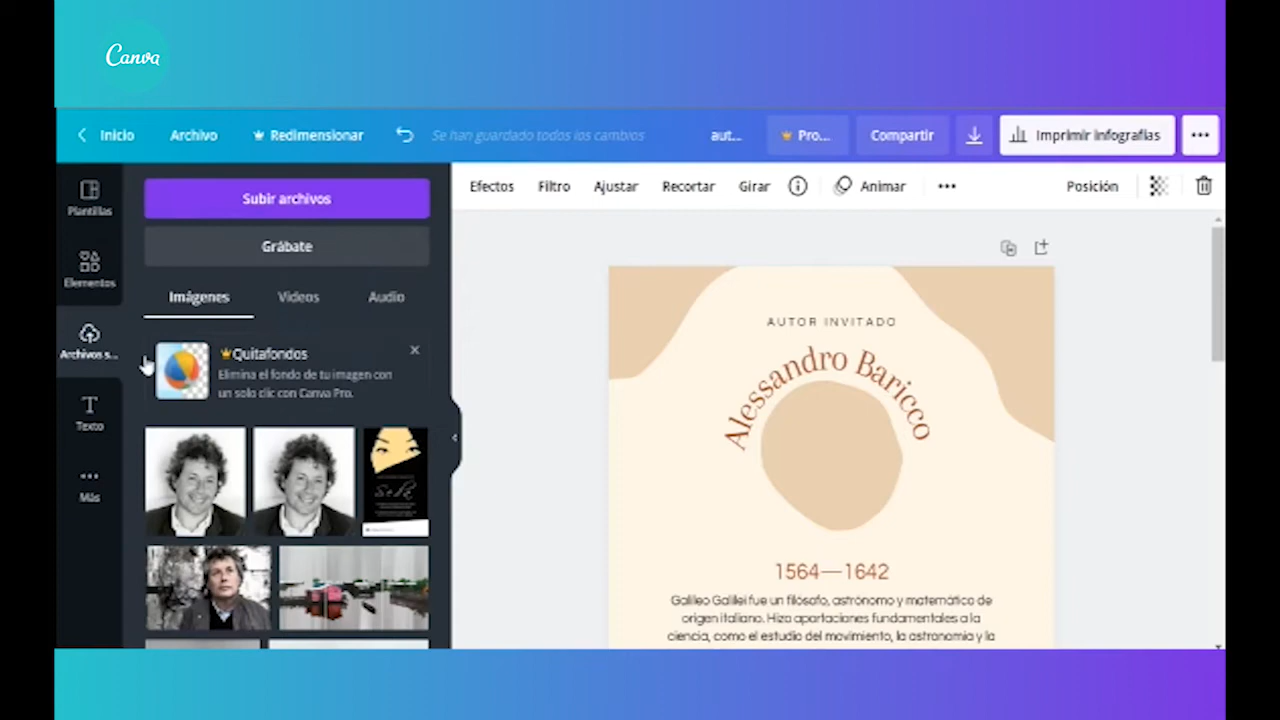 Canva
Inicio
Archivo
Redimensionar
Se han guardado todos los cambios
aut...
Pro...
Compartir
Imprimir infografías
Plantillas
Elementos
Archivos s...
Texto
Más
Subir archivos
Grábate
Imágenes
Videos
Audio
Quitafondos
Elimina el fondo de tu imagen con
un solo clic con Canva Pro.
Efectos
Filtro
Ajustar
Recortar
Girar
Animar
Posición
AUTOR INVITADO
Alessandro Baricco
1564—1642
Galileo Galilei fue un filósofo, astrónomo y matemático de
origen italiano. Hizo aportaciones fundamentales a la
ciencia, como el estudio del movimiento, la astronomía y la